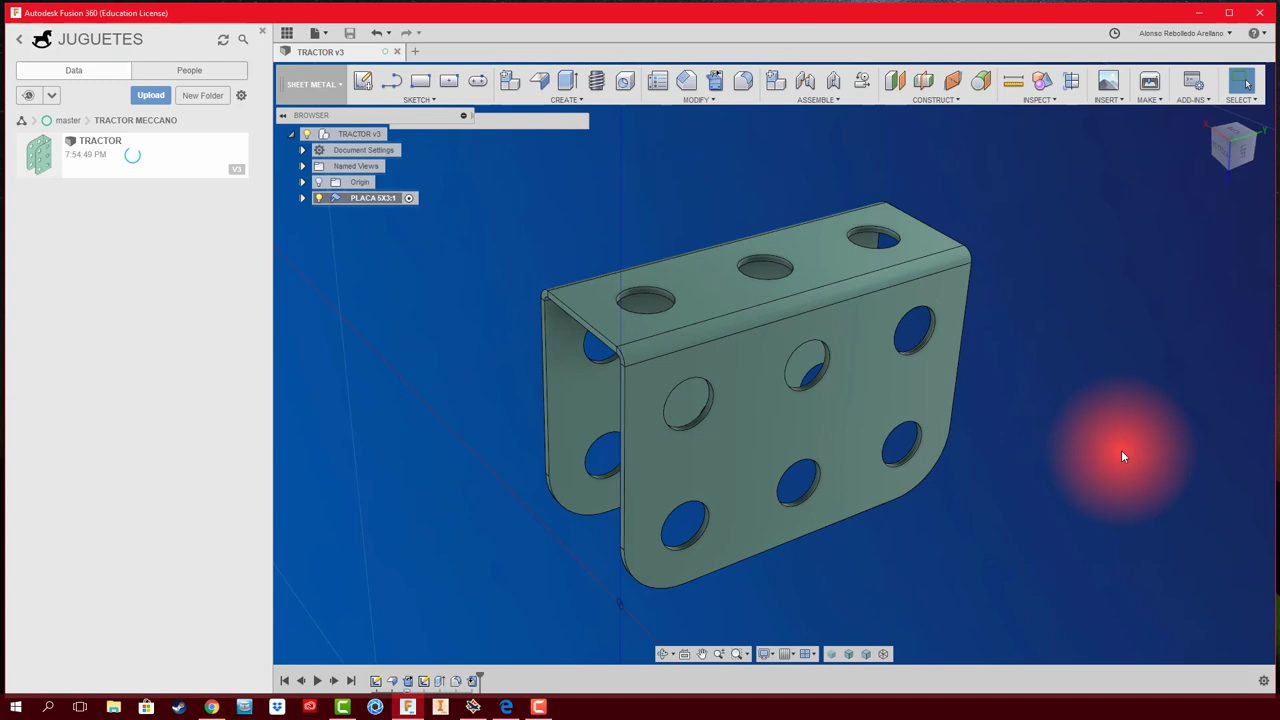 Autodesk Fusion 360 (Education License)
JUGUETES
Data
People
Upload
New Folder
master
TRACTOR MECCANO
TRACTOR
7:54:49 PM
V3
Alonso Rebolledo Arellano
TRACTOR v3
SHEET METAL
SKETCH
CREATE
MODIFY
ASSEMBLE
CONSTRUCT
INSPECT
INSERT
MAKE
ADD-INS
SELECT
BROWSER
TRACTOR v3
Document Settings
Named Views
Origin
PLACA 5X3:1
X
Y